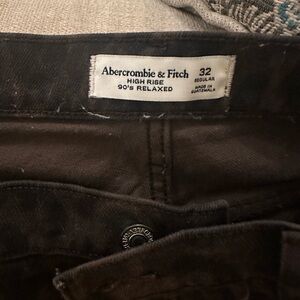 Abercrombie & Fitch
HIGH RISE
90's RELAXED
32
REGULAR
MADE IN
GUATEMALA